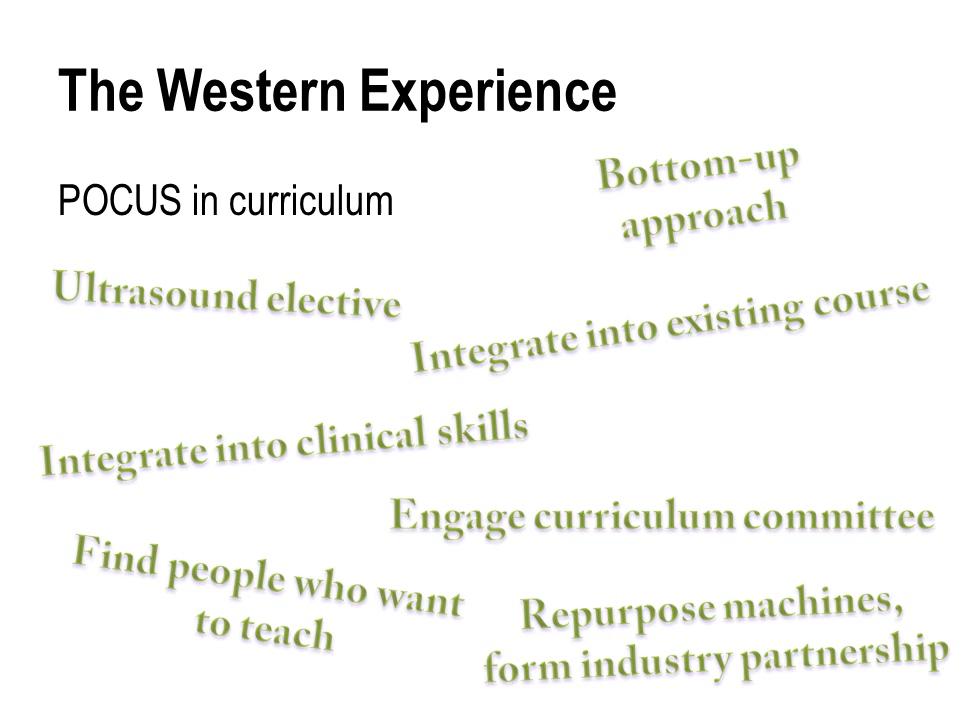 The Western Experience
POCUS in curriculum
Bottom-up
approach
Ultrasound elective
Integrate into existing course
Integrate into clinical skills
Engage curriculum committee
Find people who want
to teach
Repurpose machines,
form industry partnership